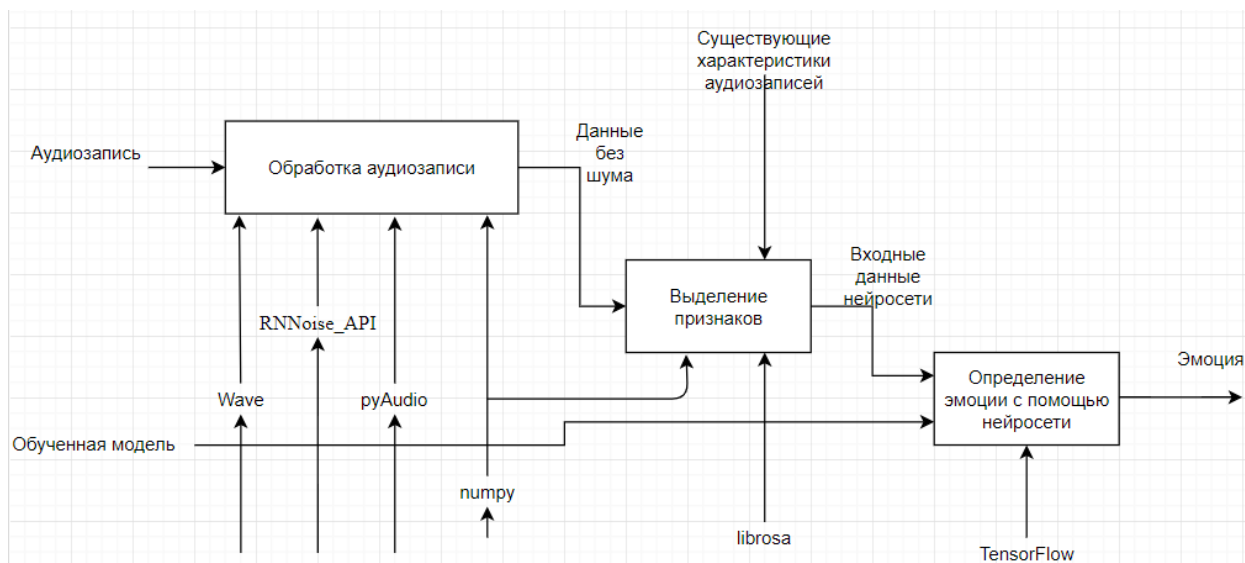 Существующие
характеристики
аудиозаписей
Аудиозапись
Обработка аудиозаписи
Данные
без
шума
Выделение
признаков
Входные
данные
нейросети
RNNoise_API
Wave
pyAudio
Обученная модель
numpy
librosa
Определение
эмоции с помощью
нейросети
Эмоция
TensorFlow